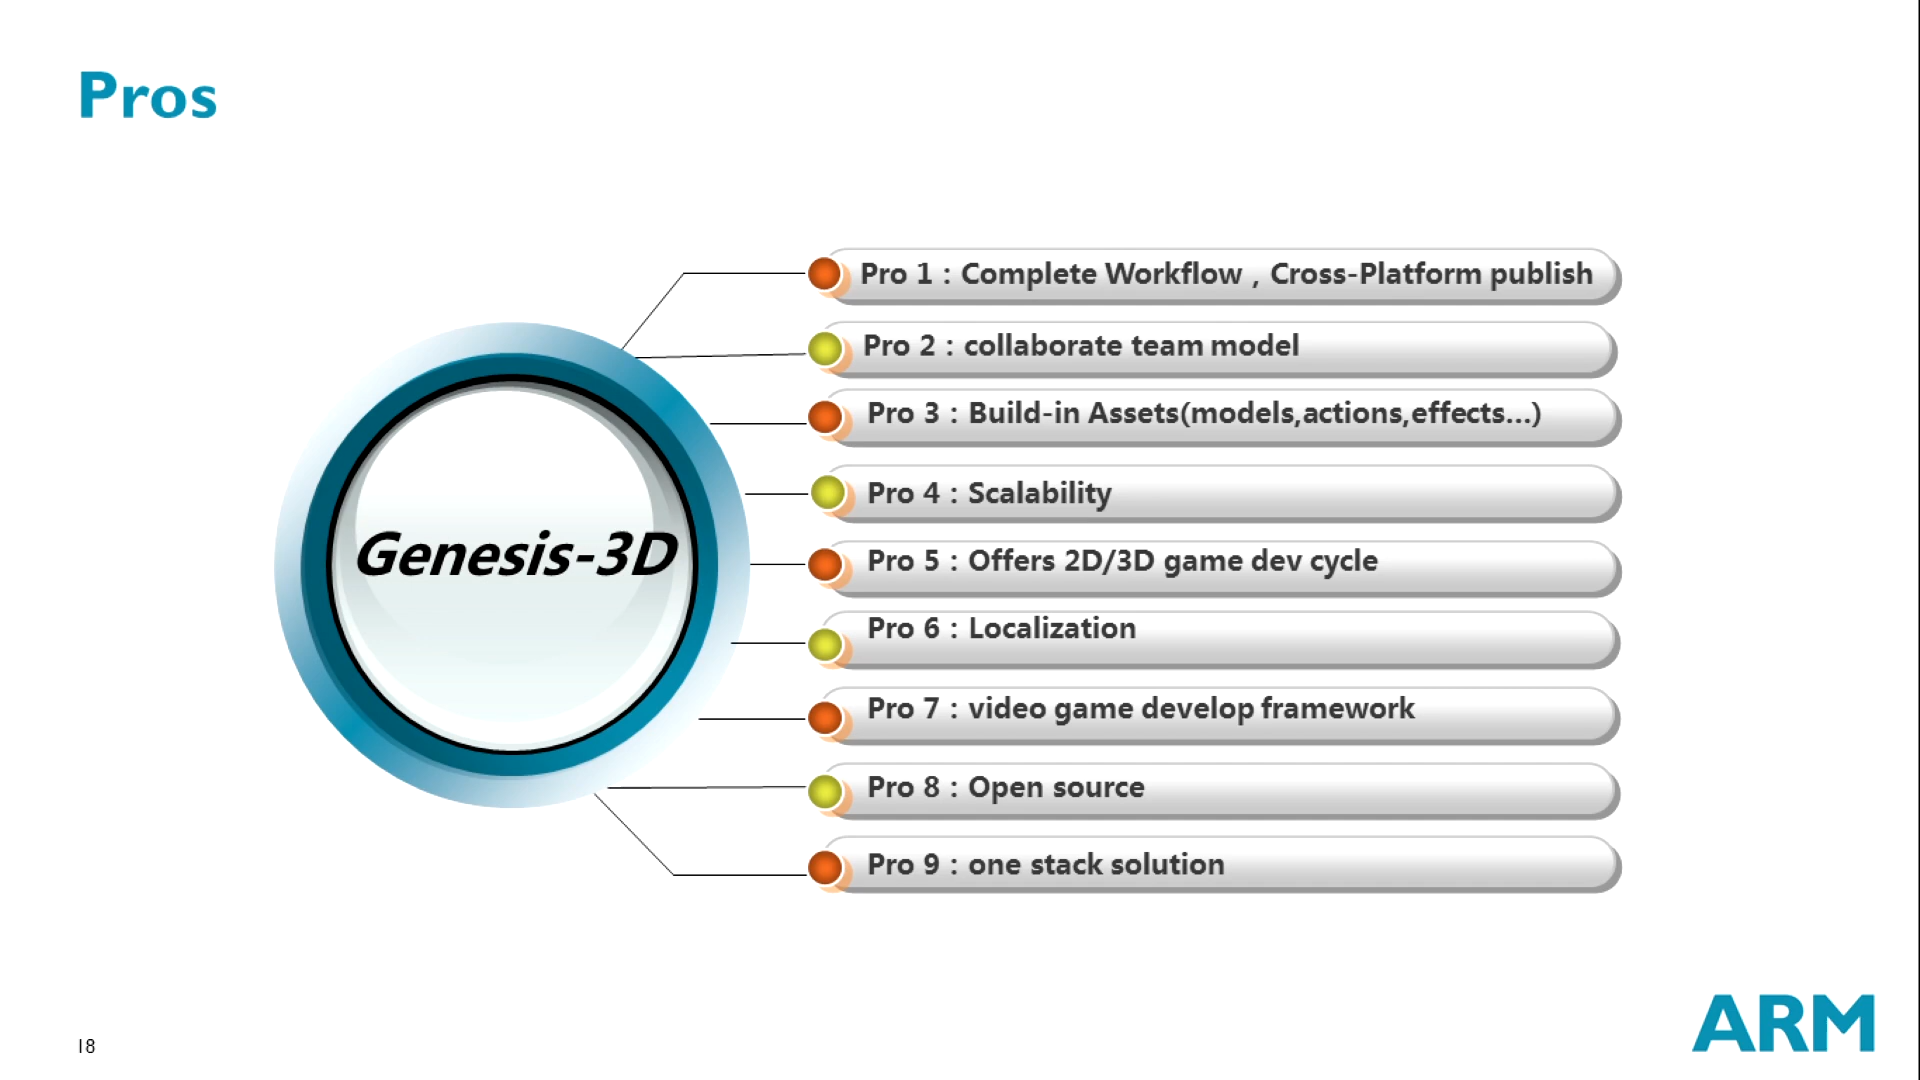 Pros
Genesis-3D
Pro 1 : Complete Workflow , Cross-Platform publish
Pro 2 : collaborate team model
Pro 3 : Build-in Assets(models,actions,effects...)
Pro 4 : Scalability
Pro 5 : Offers 2D/3D game dev cycle
Pro 6 : Localization
Pro 7 : video game develop framework
Pro 8 : Open source
Pro 9 : one stack solution
18
ARM